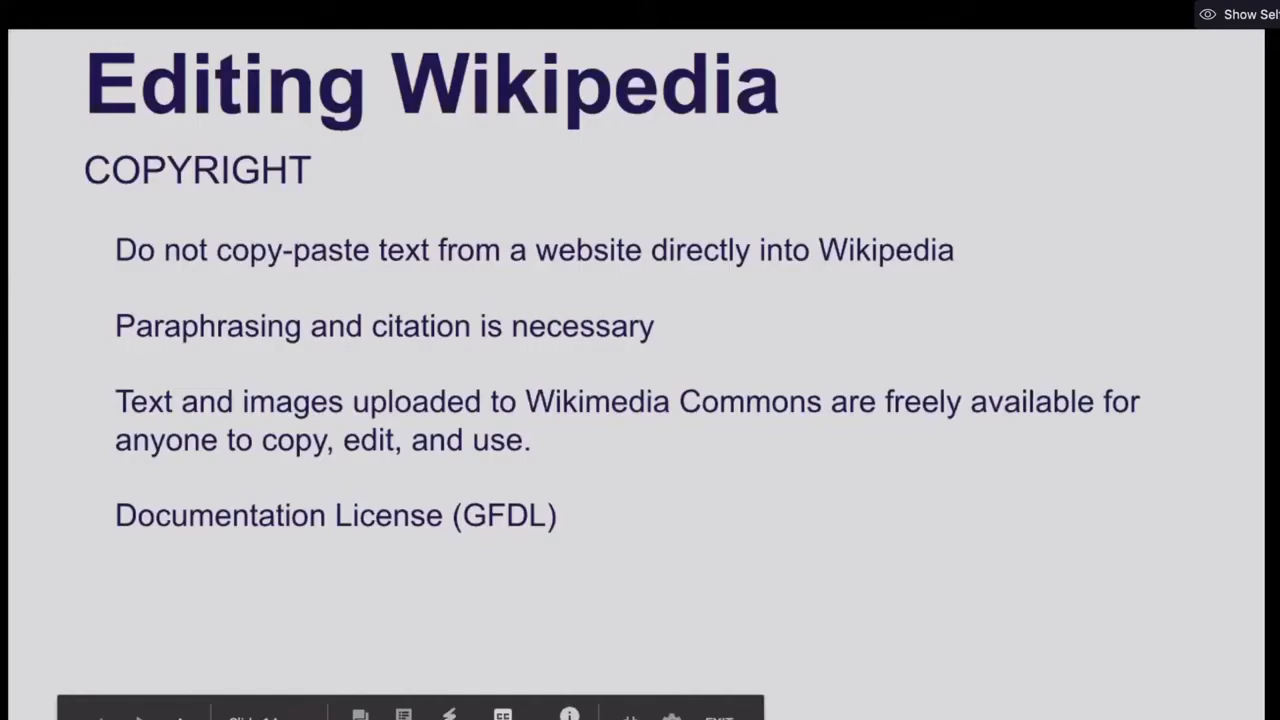 Show Sel
Editing Wikipedia
COPYRIGHT
Do not copy-paste text from a website directly into Wikipedia
Paraphrasing and citation is necessary
Text and images uploaded to Wikimedia Commons are freely available for
anyone to copy, edit, and use.
Documentation License (GFDL)